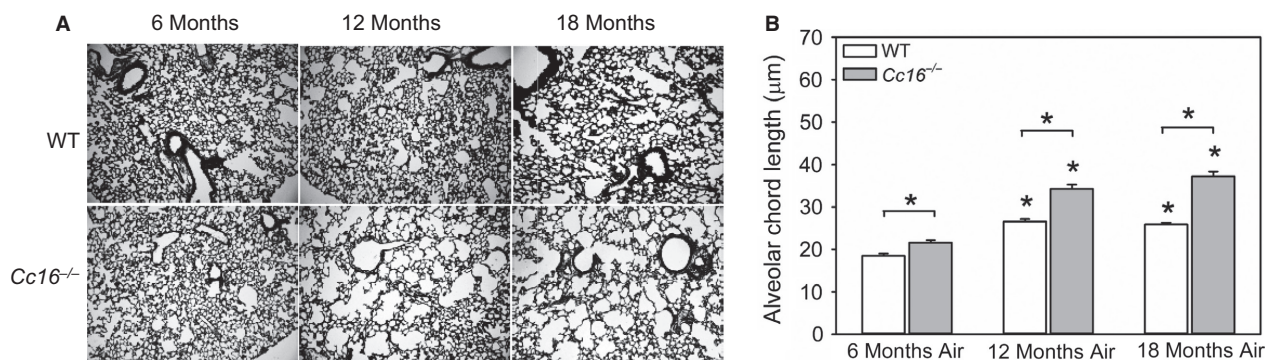 A
6 Months
12 Months
18 Months
WT
Cc16–/–
B
Alveolar chord length (μm)
70
60
50
40
30
20
10
0
WT
Cc16–/–
*
*
*
*
*
*
*
6 Months Air
12 Months Air
18 Months Air